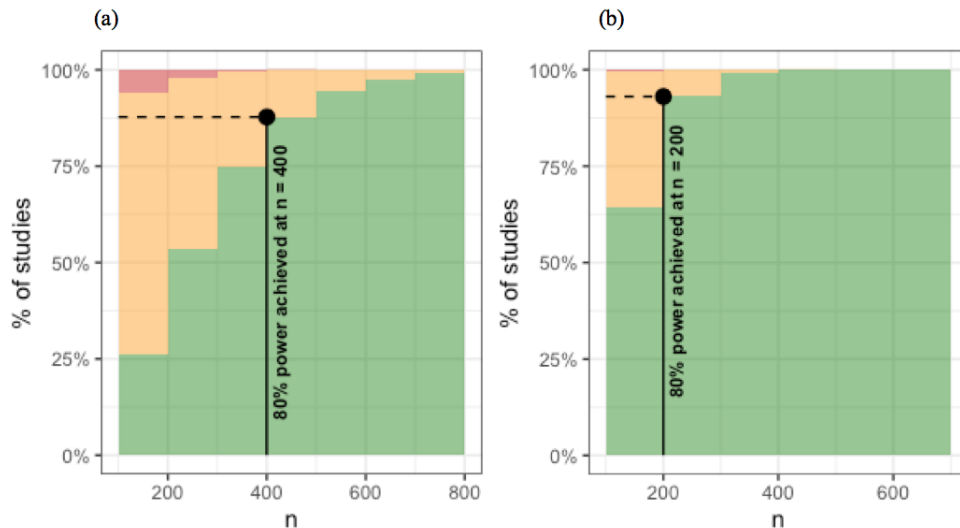 (a)
100%
75%
50%
25%
0%
% of studies
80% power achieved at n = 400
200
400
600
800
n
(b)
100%
75%
50%
25%
0%
% of studies
80% power achieved at n = 200
200
400
600
n